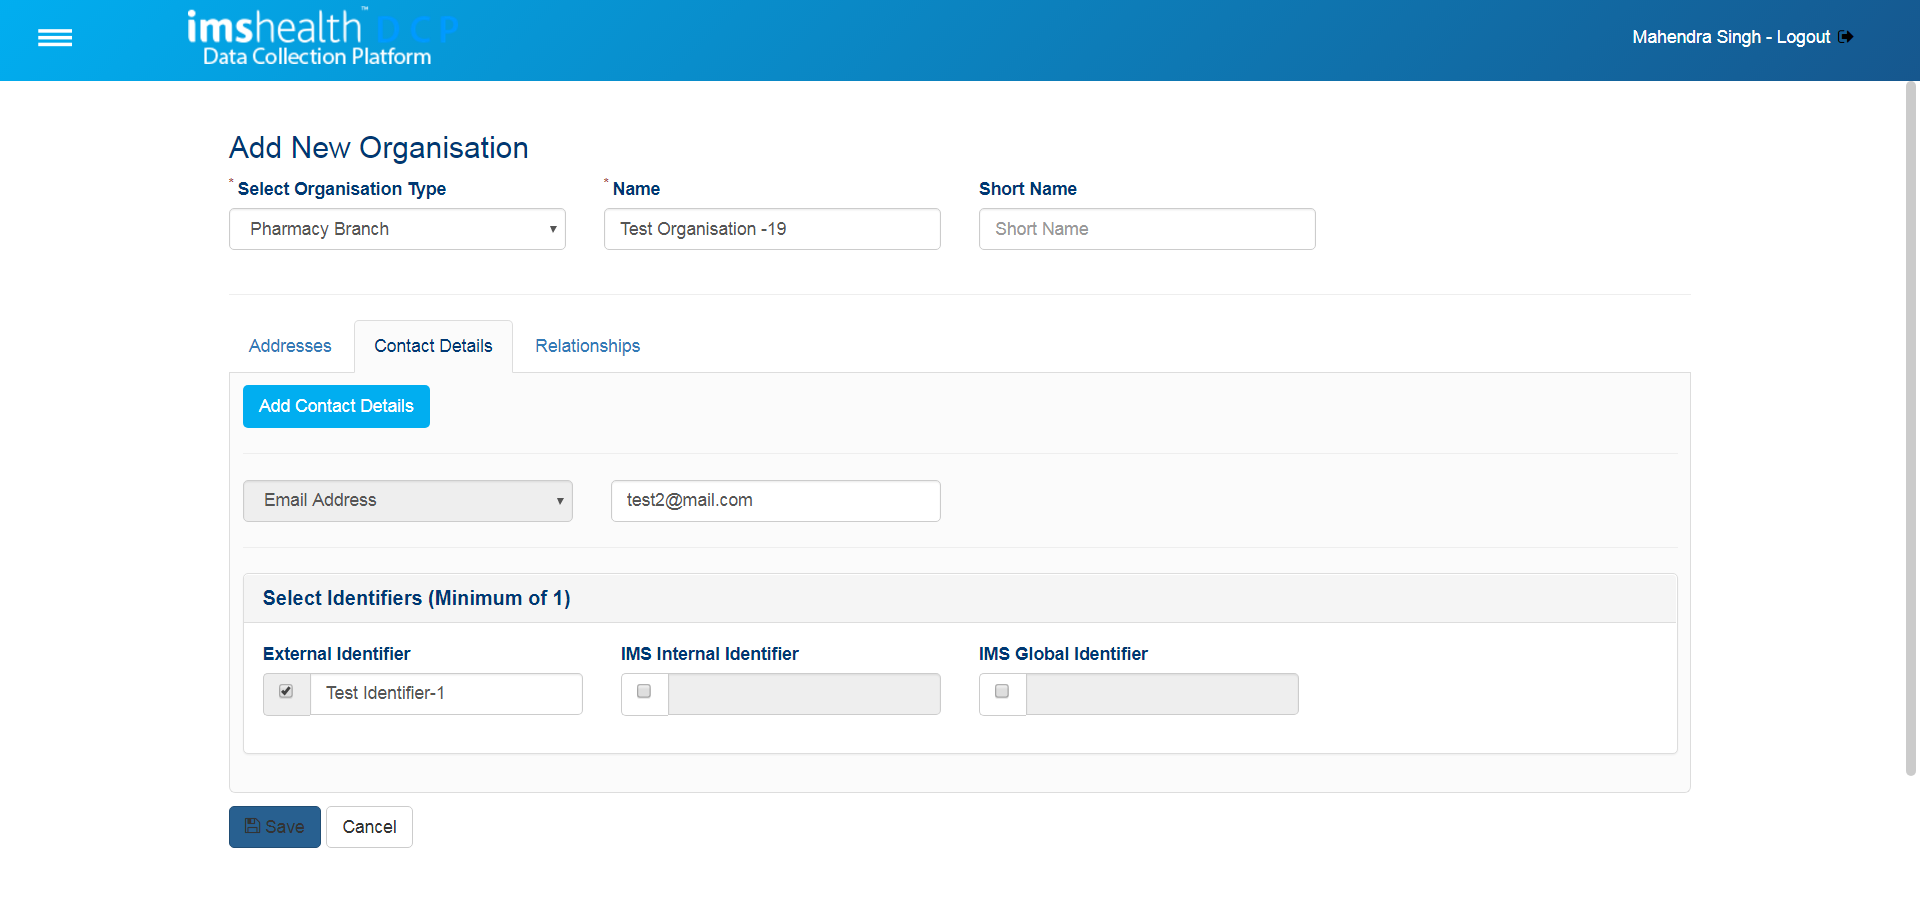 imshealth™ DCP
Data Collection Platform
Mahendra Singh - Logout
Add New Organisation
* Select Organisation Type
* Name
Short Name
Pharmacy Branch
Test Organisation -19
Short Name
Addresses
Contact Details
Relationships
Add Contact Details
Email Address
test2@mail.com
Select Identifiers (Minimum of 1)
External Identifier
IMS Internal Identifier
IMS Global Identifier
Test Identifier-1
Save
Cancel